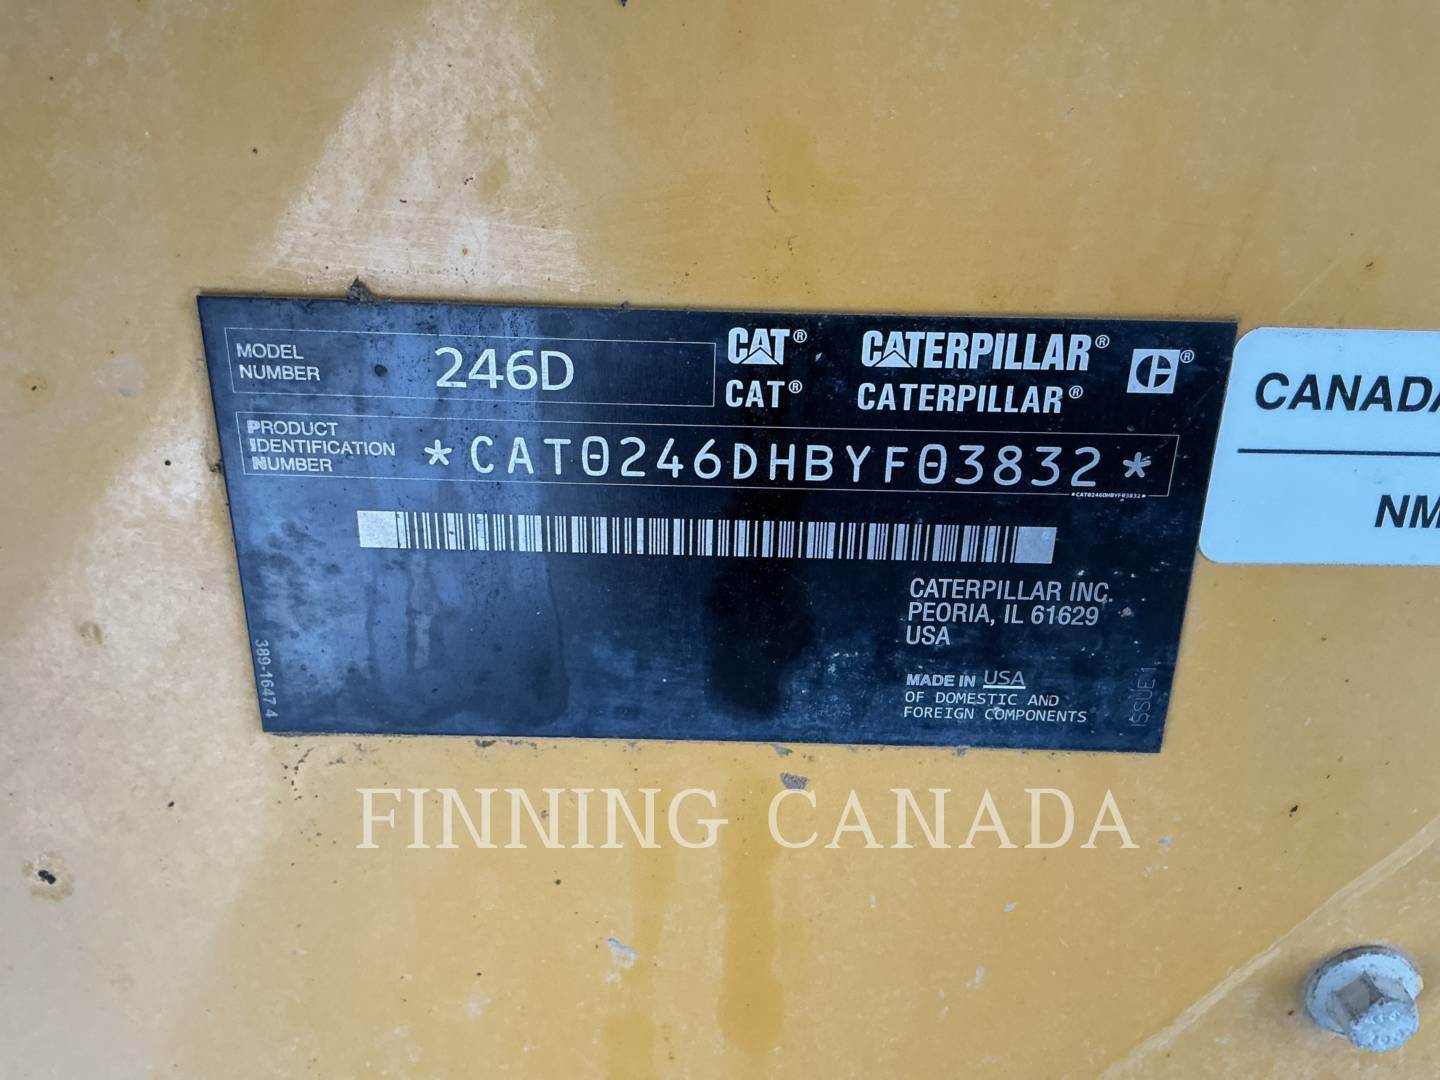 MODEL
NUMBER
246D
CAT® CATERPILLAR® ®
CAT® CATERPILLAR®
PRODUCT
IDENTIFICATION
NUMBER
*CAT0246DHBYF03832*
*CAT0246DHBYF03832*
CATERPILLAR INC.
PEORIA, IL 61629
USA
MADE IN USA
OF DOMESTIC AND
FOREIGN COMPONENTS
389-1647 4
ISSUE 1
CANADA
NM
FINNING CANADA